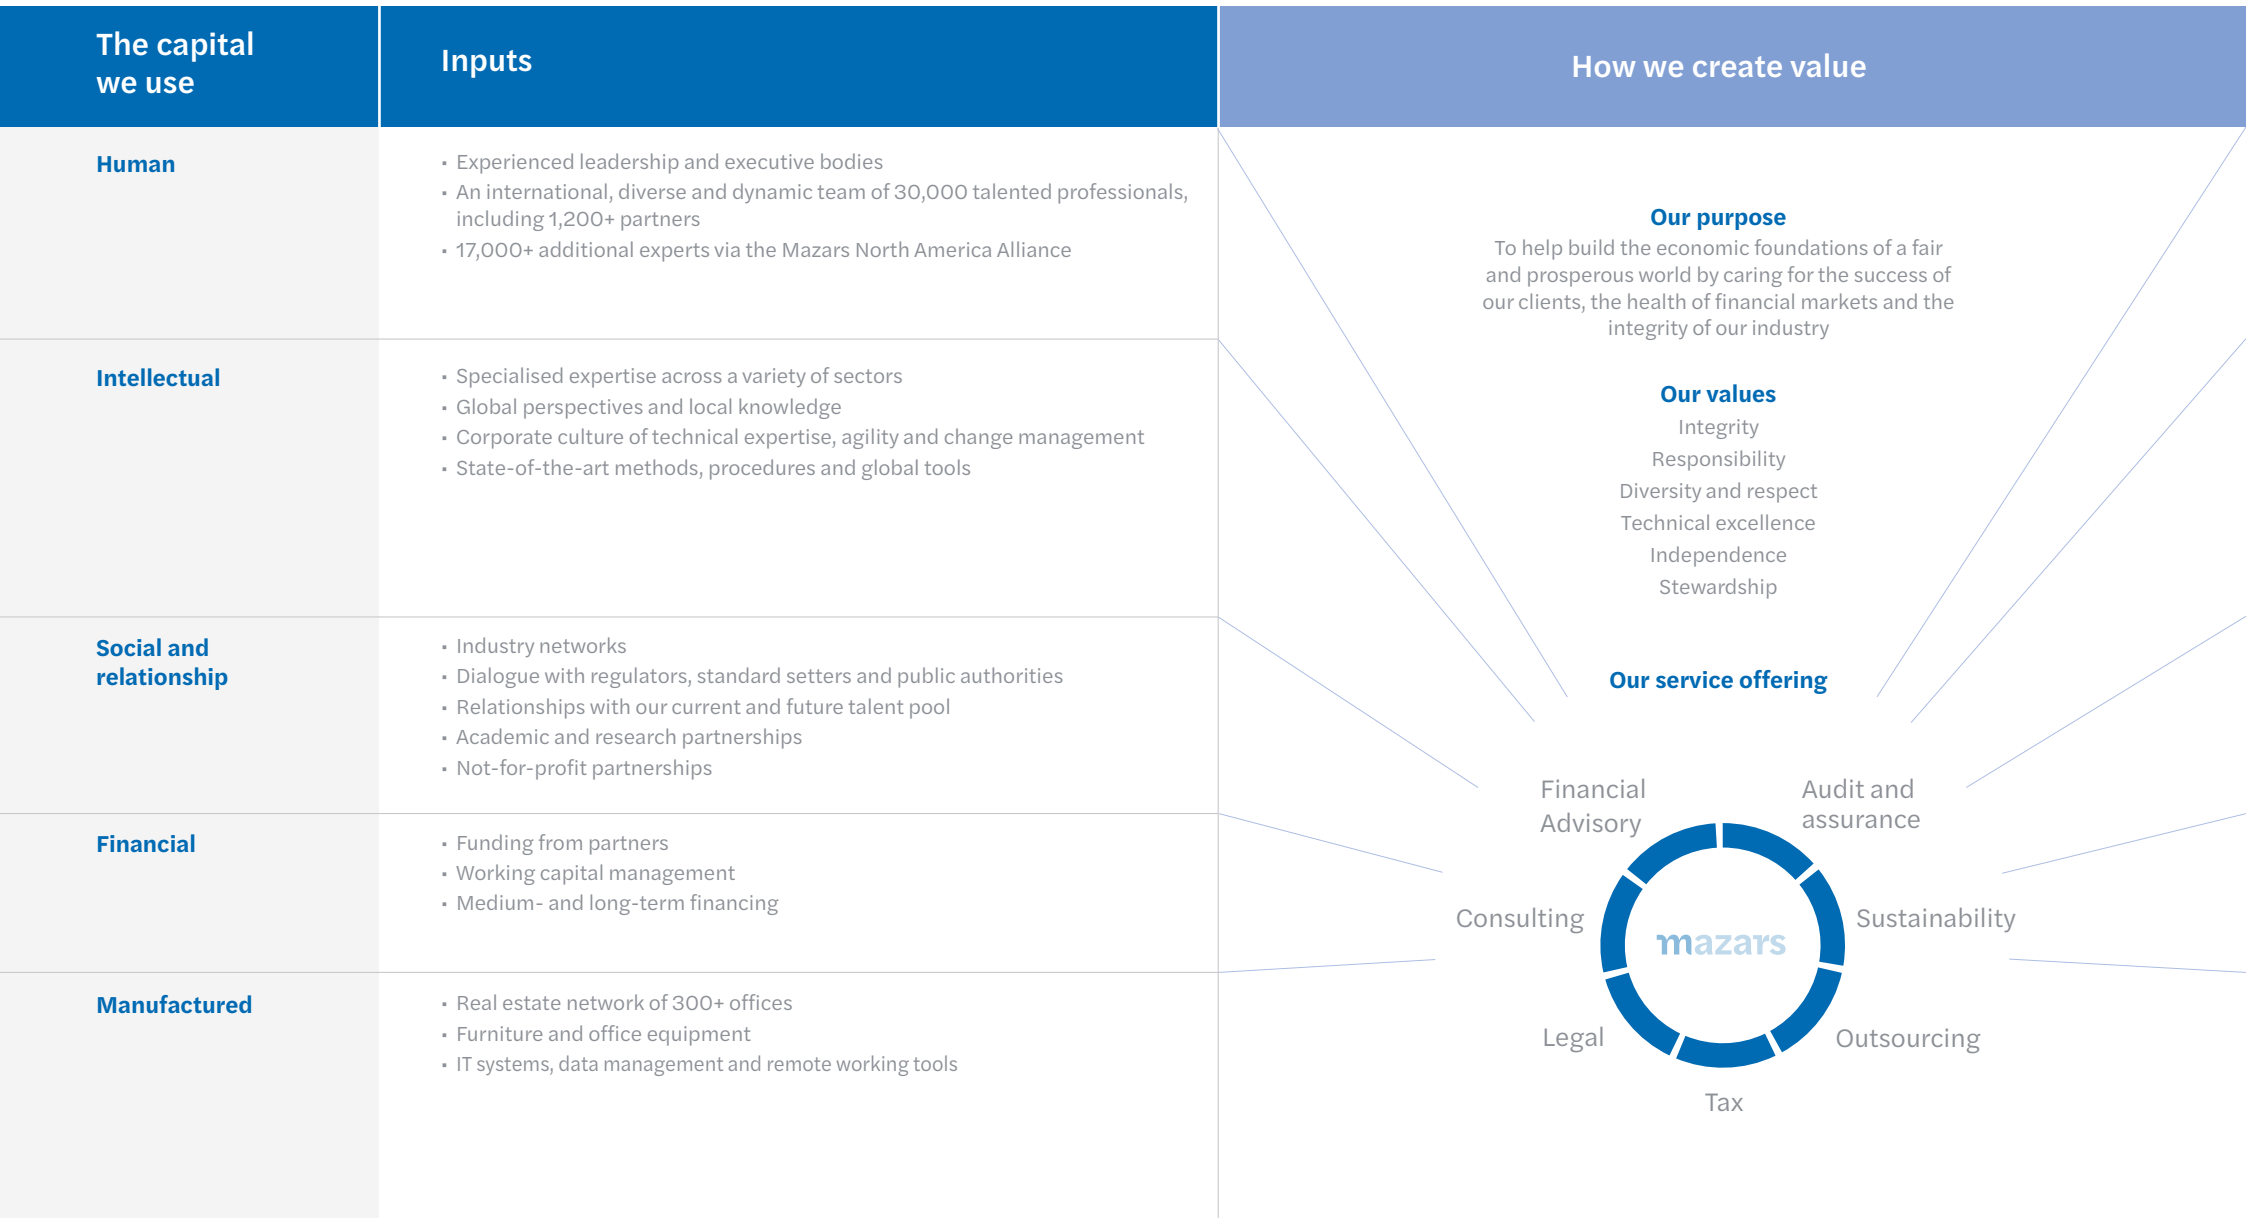 The capital
we use
Inputs
How we create value
Human
· Experienced leadership and executive bodies
· An international, diverse and dynamic team of 30,000 talented professionals,
including 1,200+ partners
· 17,000+ additional experts via the Mazars North America Alliance
Intellectual
· Specialised expertise across a variety of sectors
· Global perspectives and local knowledge
· Corporate culture of technical expertise, agility and change management
· State-of-the-art methods, procedures and global tools
Social and
relationship
· Industry networks
· Dialogue with regulators, standard setters and public authorities
· Relationships with our current and future talent pool
· Academic and research partnerships
· Not-for-profit partnerships
Financial
· Funding from partners
· Working capital management
· Medium- and long-term financing
Manufactured
· Real estate network of 300+ offices
· Furniture and office equipment
· IT systems, data management and remote working tools
Our purpose
To help build the economic foundations of a fair
and prosperous world by caring for the success of
our clients, the health of financial markets and the
integrity of our industry
Our values
Integrity
Responsibility
Diversity and respect
Technical excellence
Independence
Stewardship
Our service offering
Financial
Advisory
Audit and
assurance
Consulting
mazars
Sustainability
Legal
Outsourcing
Tax